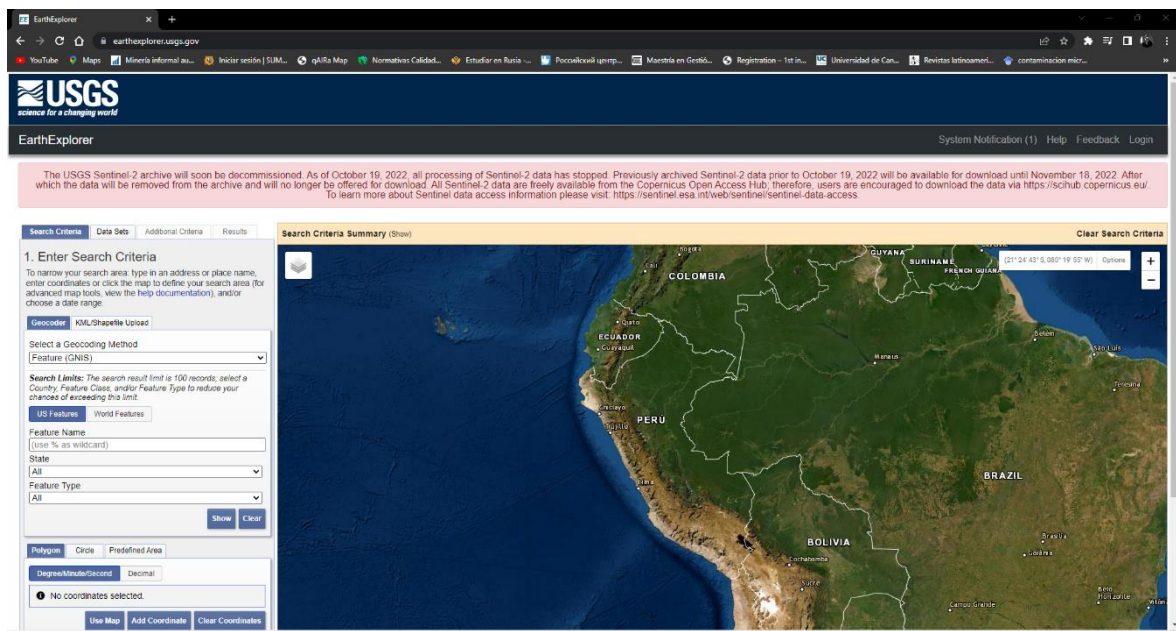 EarthExplorer
earthexplorer.usgs.gov
YouTube
Maps
Minería informal au...
Iniciar sesión | SUM...
qAIRa Map
Normativas Calidad...
Estudiar en Rusia -...
Российский центр...
Maestría en Gestió...
Registration – 1st in...
Universidad de Can...
Revistas latinoameri...
contaminacion micr...
USGS
science for a changing world
EarthExplorer
System Notification (1) Help Feedback Login
The USGS Sentinel-2 archive will soon be decommissioned. As of October 19, 2022, all processing of Sentinel-2 data has stopped. Previously archived Sentinel-2 data prior to October 19, 2022 will be available for download until November 18, 2022. After
which the data will be removed from the archive and will no longer be offered for download. All Sentinel-2 data are freely available from the Copernicus Open Access Hub; therefore, users are encouraged to download the data via https://scihub.copernicus.eu/.
To learn more about Sentinel data access information please visit: https://sentinel.esa.int/web/sentinel/sentinel-data-access.
Search Criteria Data Sets Additional Criteria Results
Search Criteria Summary (Show)
Clear Search Criteria
1. Enter Search Criteria
To narrow your search area: type in an address or place name,
enter coordinates or click the map to define your search area (for
advanced map tools, view the help documentation), and/or
choose a date range.
Geocoder KML/Shapefile Upload
Select a Geocoding Method
Feature (GNIS)
Search Limits: The search result limit is 100 records; select a
Country, Feature Class, and/or Feature Type to reduce your
chances of exceeding this limit.
US Features World Features
Feature Name
(use % as wildcard)
State
All
Feature Type
All
Show Clear
Polygon Circle Predefined Area
Degree/Minute/Second Decimal
No coordinates selected.
Use Map Add Coordinate Clear Coordinates
(21° 24' 43" S, 080° 19' 55" W) Options
+
−
Bogotá
Cali
COLOMBIA
GUYANA
SURINAME
FRENCH GUIANA
Quito
ECUADOR
Guayaquil
Belém
São Luís
Manaus
Teresina
Chiclayo
Trujillo
PERÚ
Lima
BRAZIL
BOLIVIA
Cochabamba
Sucre
Brasília
Goiânia
Campo Grande
Belo
Horizonte